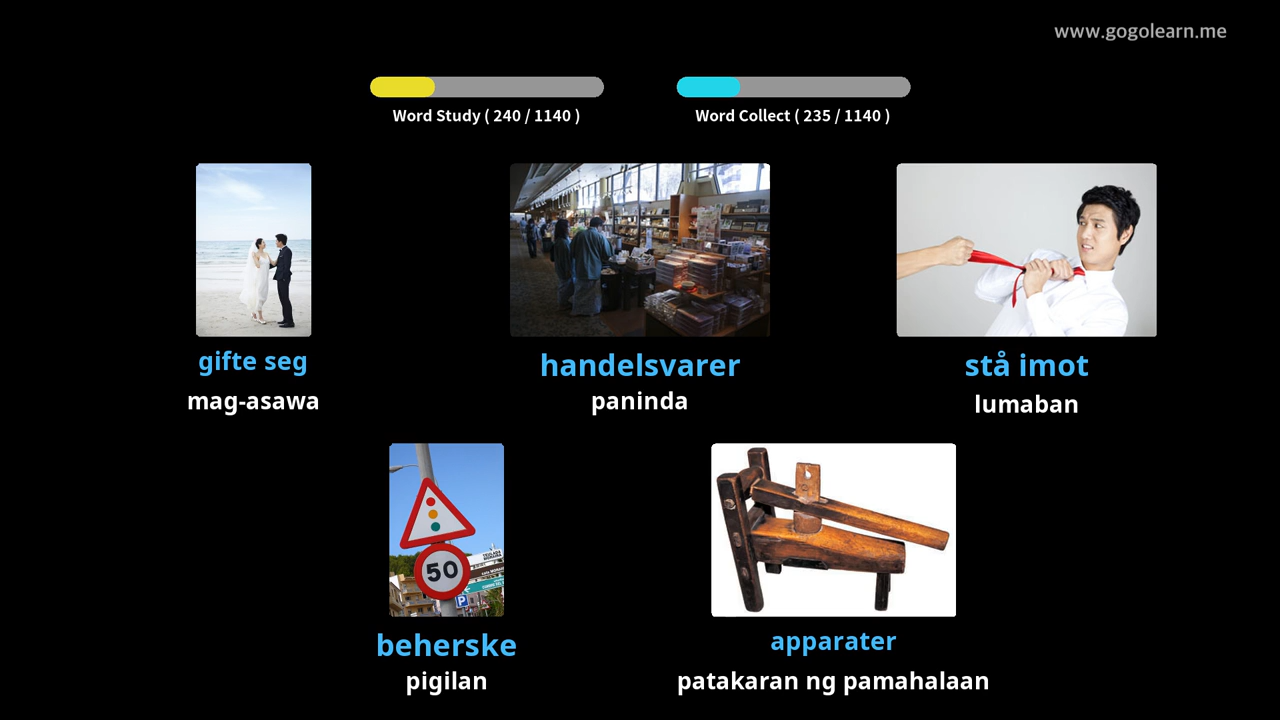 www.gogolearn.me
Word Study ( 240 / 1140 )
Word Collect ( 235 / 1140 )
gifte seg
mag-asawa
handelsvarer
paninda
stå imot
lumaban
50
P
beherske
pigilan
apparater
patakaran ng pamahalaan